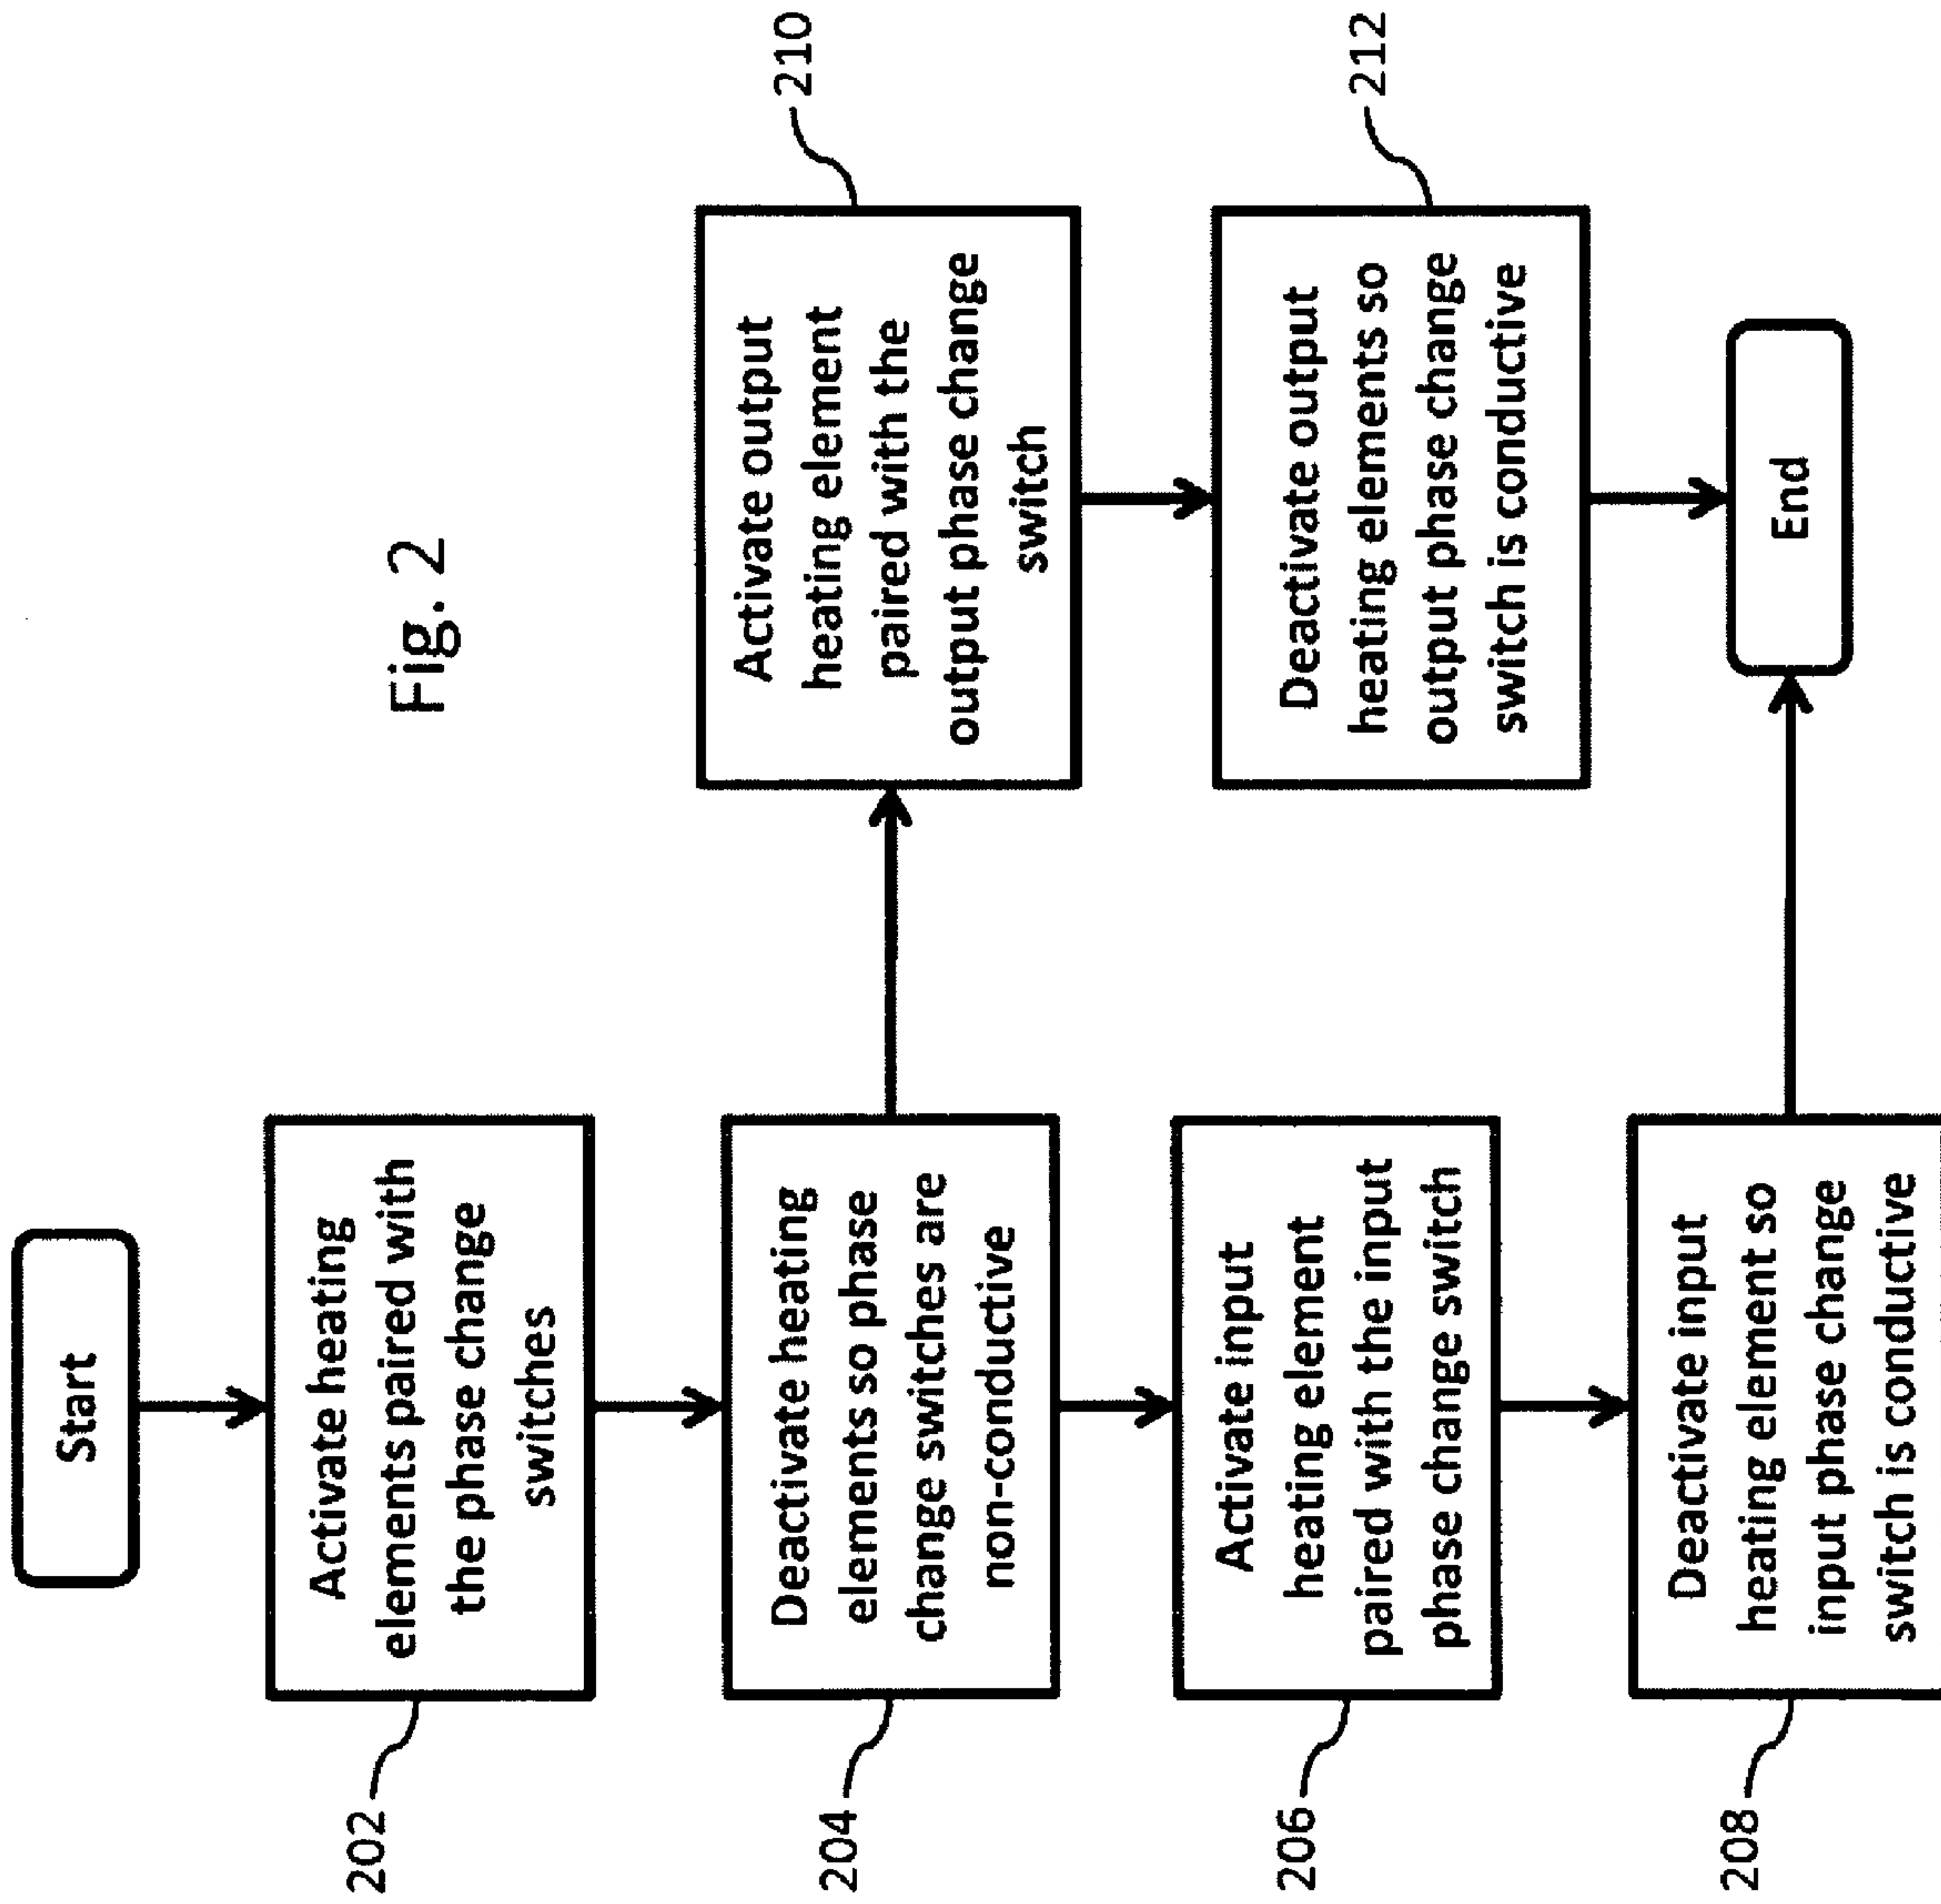 Fig. 2
Start
Activate heating
elements paired with
the phase change
switches
202
Deactivate heating
elements so phase
change switches are
non-conductive
204
Activate input
heating element
paired with the input
phase change switch
206
Deactivate input
heating element so
input phase change
switch is conductive
208
Activate output
heating element
paired with the
output phase change
switch
210
Deactivate output
heating elements so
output phase change
switch is conductive
212
End